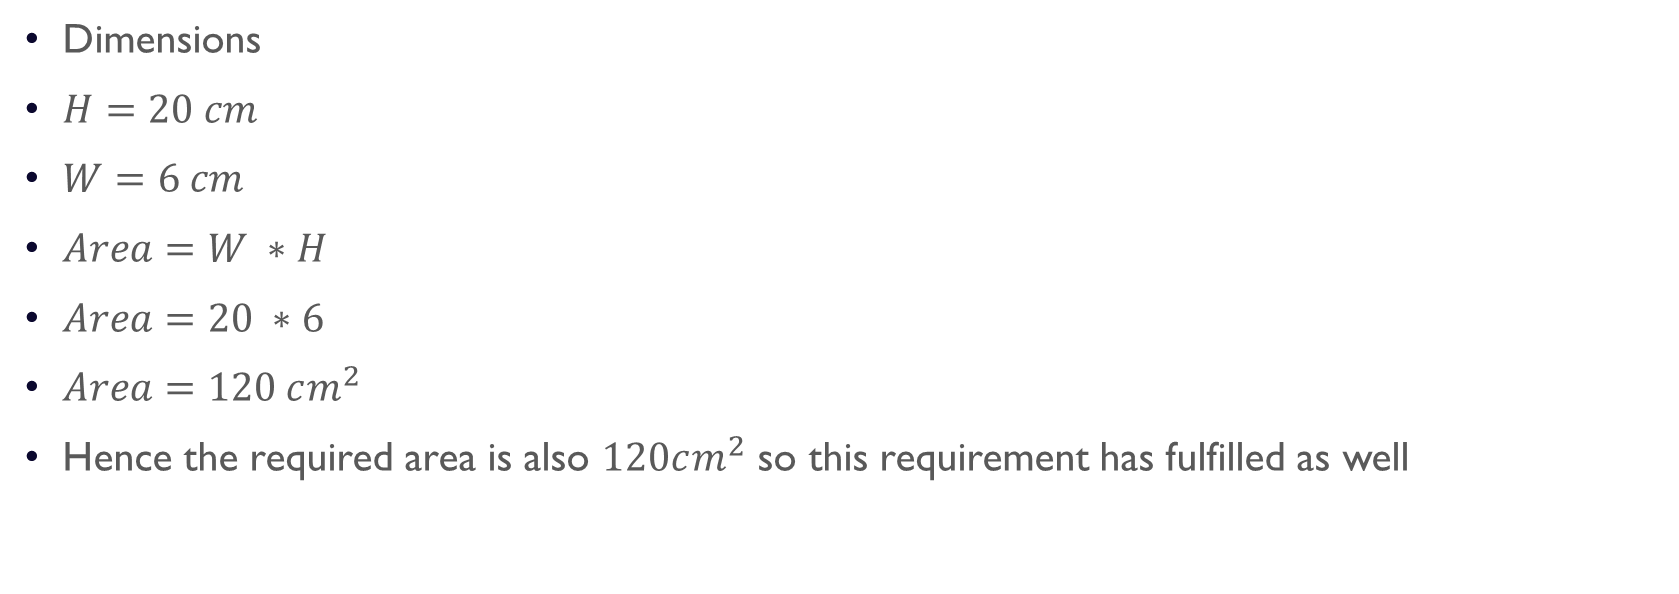 • Dimensions
• H = 20 cm
• W = 6 cm
• Area = W ∗ H
• Area = 20 ∗ 6
• Area = 120 cm²
• Hence the required area is also 120cm² so this requirement has fulfilled as well